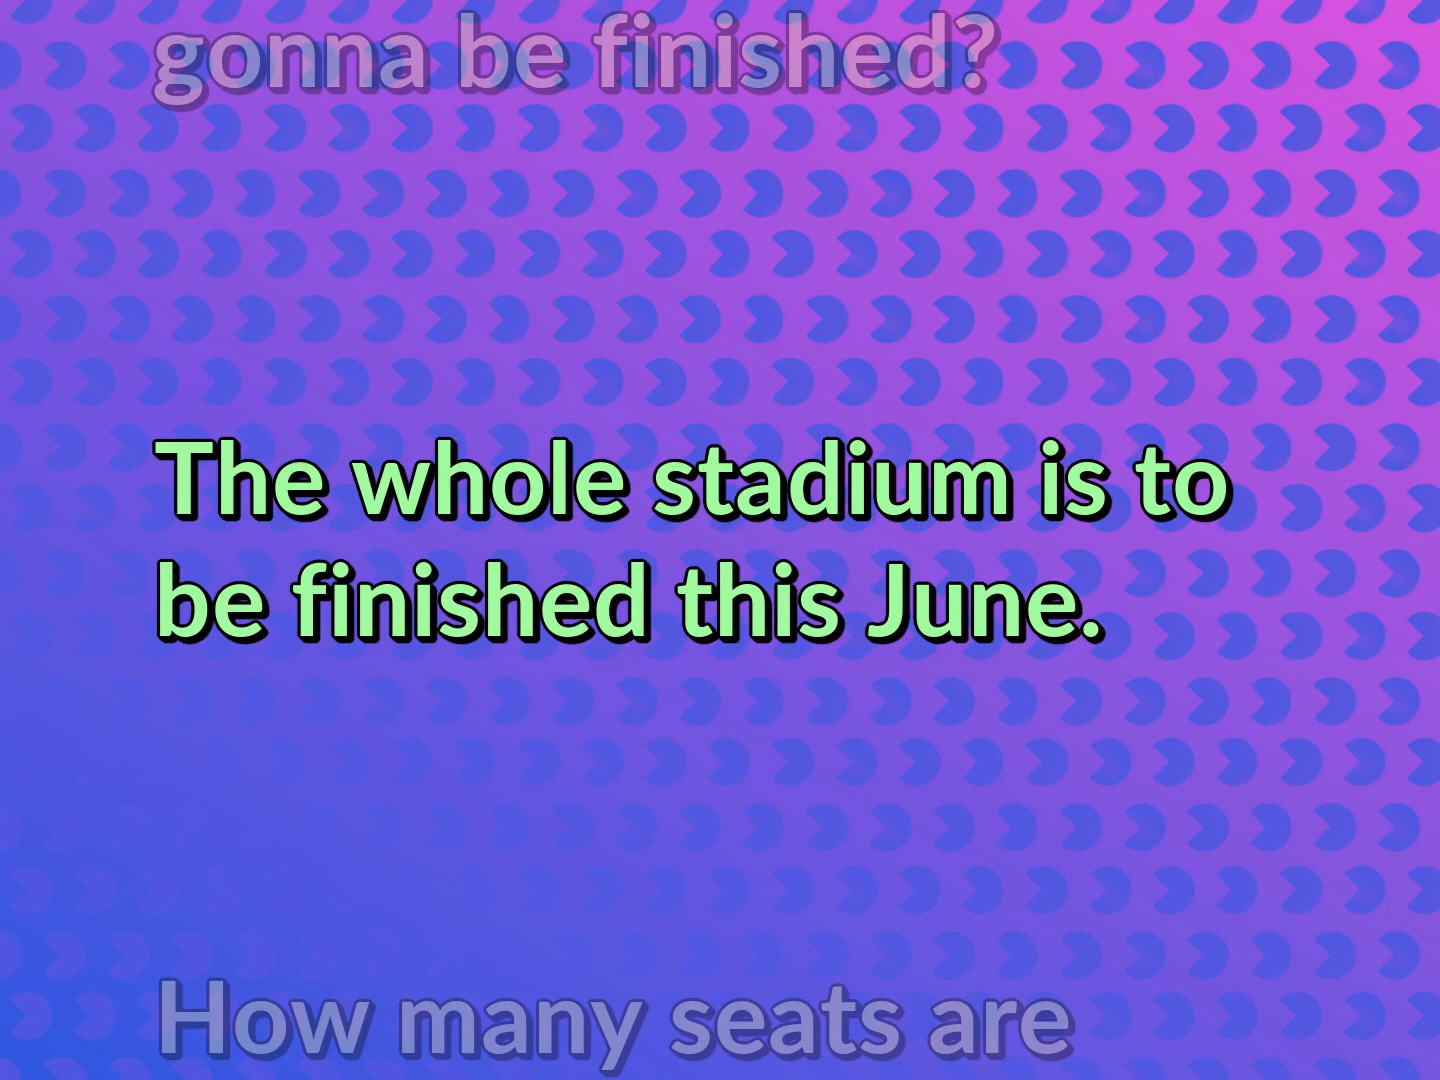 gonna be finished?
The whole stadium is to
be finished this June.
How many seats are